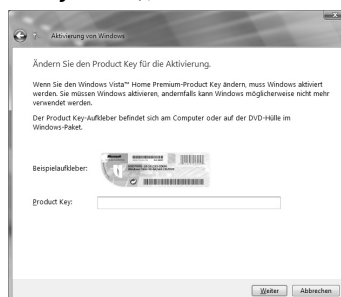 Aktivierung von Windows
Ändern Sie den Product Key für die Aktivierung.
Wenn Sie den Windows Vista™ Home Premium-Product Key ändern, muss Windows aktiviert
werden. Sie müssen Windows aktivieren, andernfalls kann Windows möglicherweise nicht mehr
verwendet werden.
Der Product Key-Aufkleber befindet sich am Computer oder auf der DVD-Hülle im
Windows-Paket.
Beispielaufkleber:
Product Key:
Weiter
Abbrechen